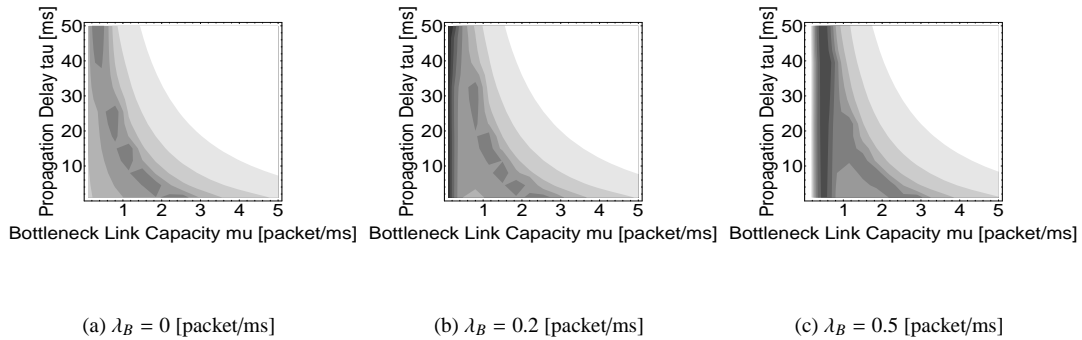 50
40
30
20
10
1 2 3 4 5
Propagation Delay tau [ms]
Bottleneck Link Capacity mu [packet/ms]
(a) λB = 0 [packet/ms]
50
40
30
20
10
1 2 3 4 5
Propagation Delay tau [ms]
Bottleneck Link Capacity mu [packet/ms]
(b) λB = 0.2 [packet/ms]
50
40
30
20
10
1 2 3 4 5
Propagation Delay tau [ms]
Bottleneck Link Capacity mu [packet/ms]
(c) λB = 0.5 [packet/ms]